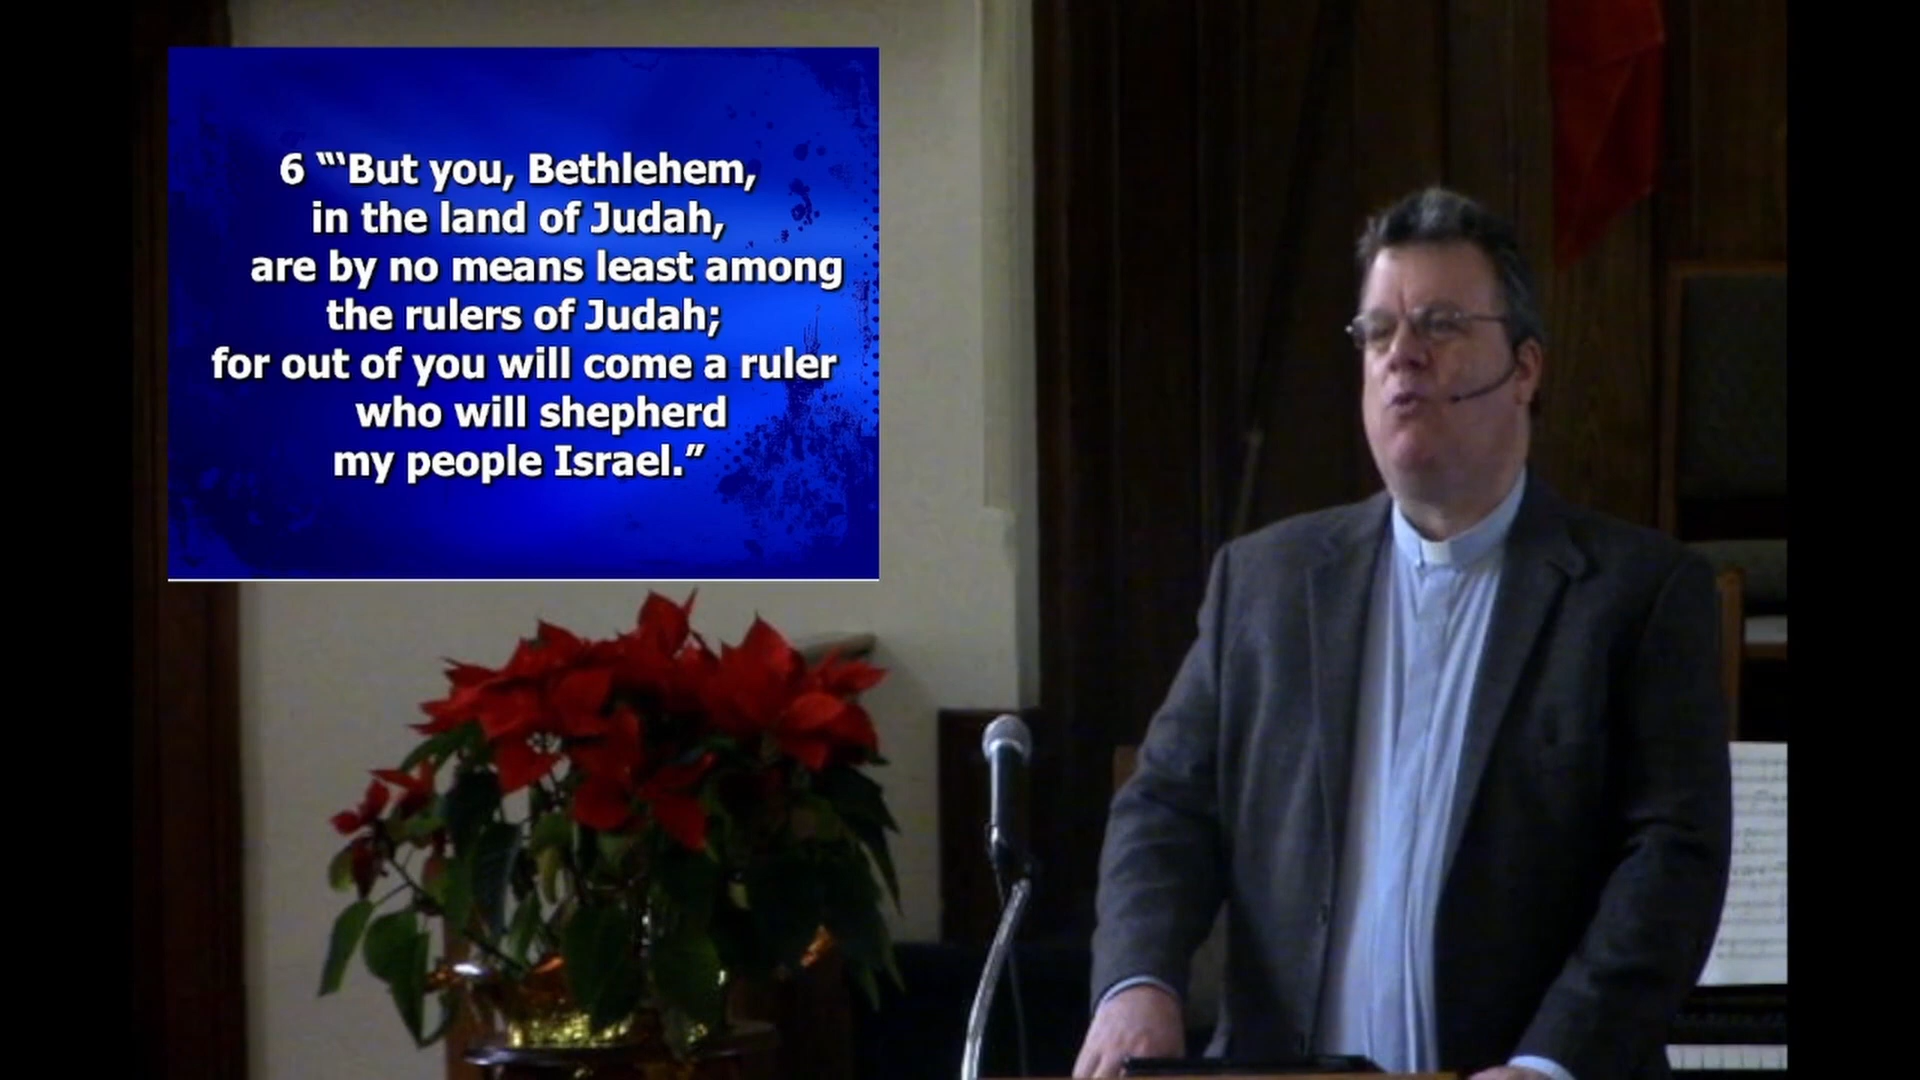 6 “‘But you, Bethlehem,
in the land of Judah,
are by no means least among
the rulers of Judah;
for out of you will come a ruler
who will shepherd
my people Israel.”